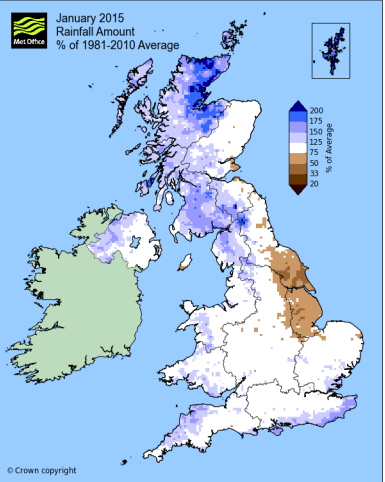 Met Office
January 2015
Rainfall Amount
% of 1981-2010 Average
200
175
150
125
75
50
33
20
% of Average
© Crown copyright